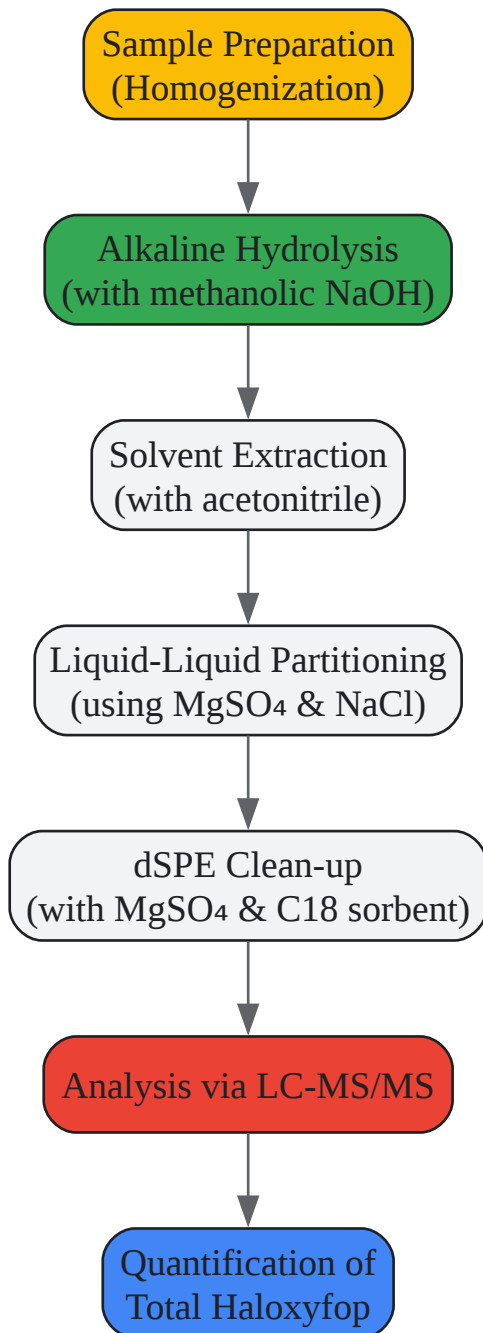 Sample Preparation
(Homogenization)
Alkaline Hydrolysis
(with methanolic NaOH)
Solvent Extraction
(with acetonitrile)
Liquid-Liquid Partitioning
(using MgSO₄ & NaCl)
dSPE Clean-up
(with MgSO₄ & C18 sorbent)
Analysis via LC-MS/MS
Quantification of
Total Haloxyfop